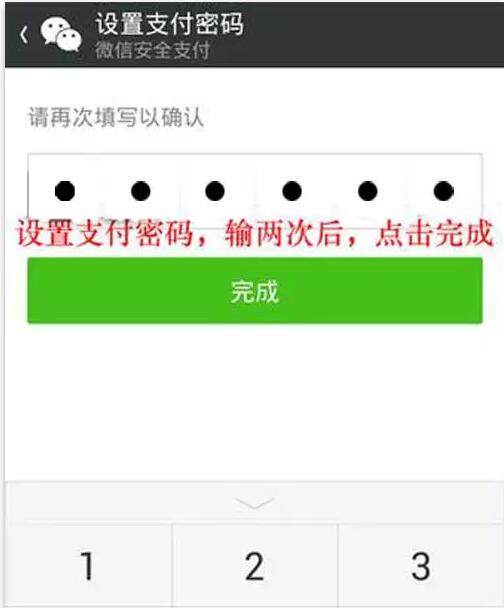 设置支付密码
微信安全支付
请再次填写以确认
设置支付密码，输两次后，点击完成
完成
1 2 3